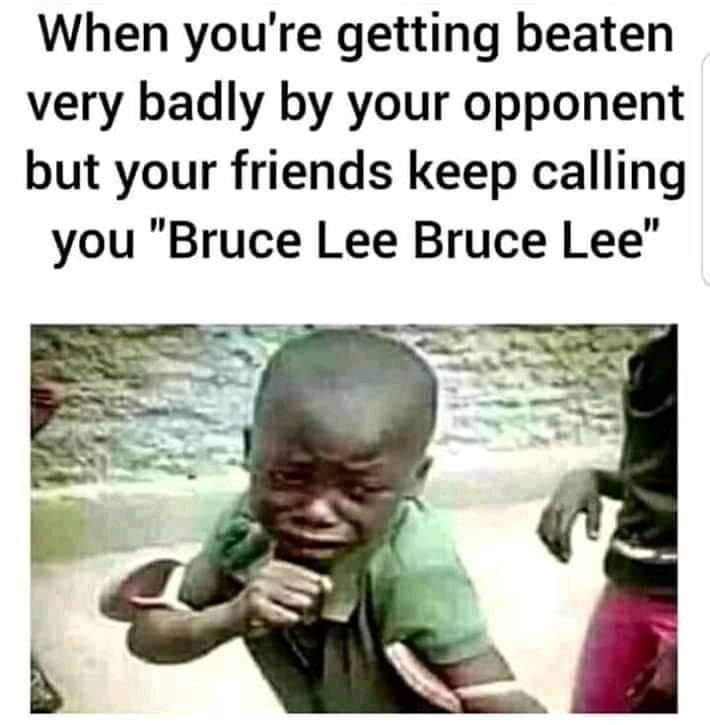 When you're getting beaten
very badly by your opponent
but your friends keep calling
you "Bruce Lee Bruce Lee"